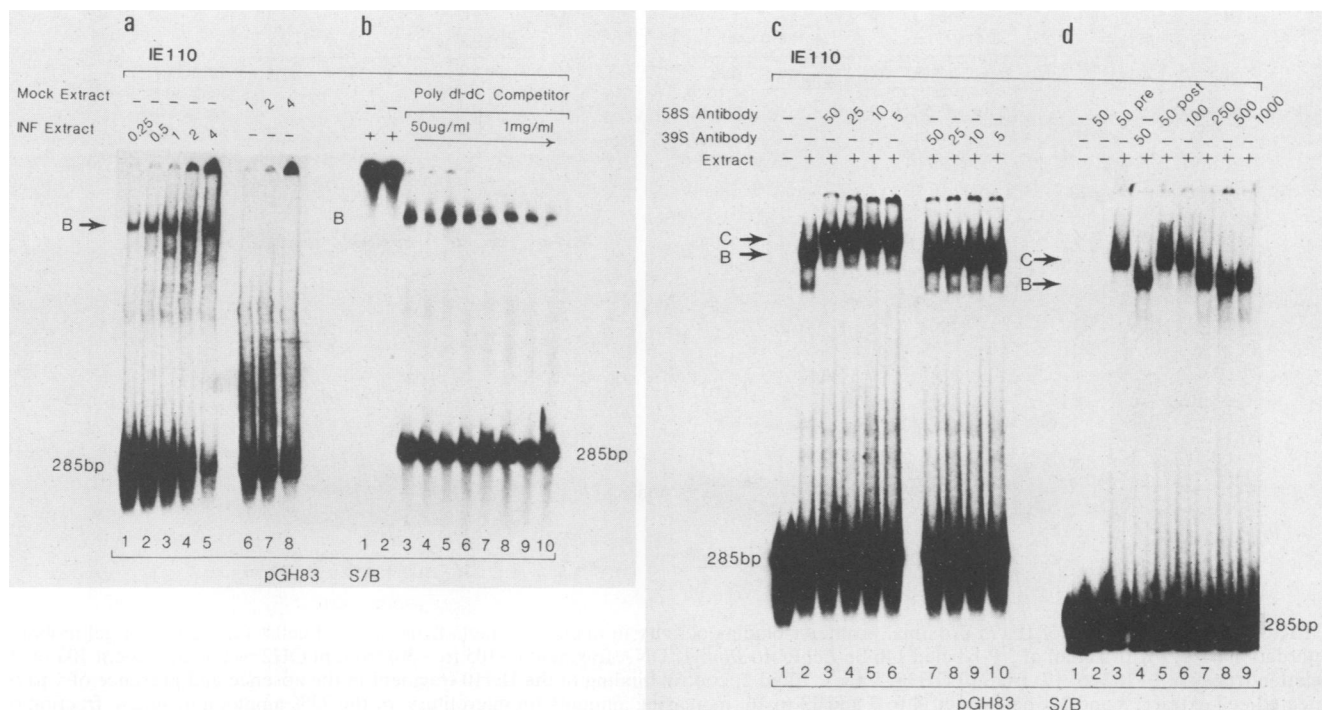 a
b
IE110
Mock Extract - - - - - 1 2 4 - -
Poly dI-dC Competitor
INF Extract 0.25 0.5 1 2 4 - - - + +
50ug/ml 1mg/ml
B
B
285bp
285bp
1 2 3 4 5 6 7 8 1 2 3 4 5 6 7 8 9 10
pGH83 S/B
c
d
IE110
58S Antibody - - 50 25 10 5 - 50 50 pre - 50 post 100 250 500 1000
39S Antibody - - - - - - 50 25 10 5 - - - 50 - - - - -
Extract - + + + + + + + + + - - + + + + + + +
C
B
C
B
285bp
285bp
1 2 3 4 5 6 7 8 9 10 1 2 3 4 5 6 7 8 9
pGH83 S/B